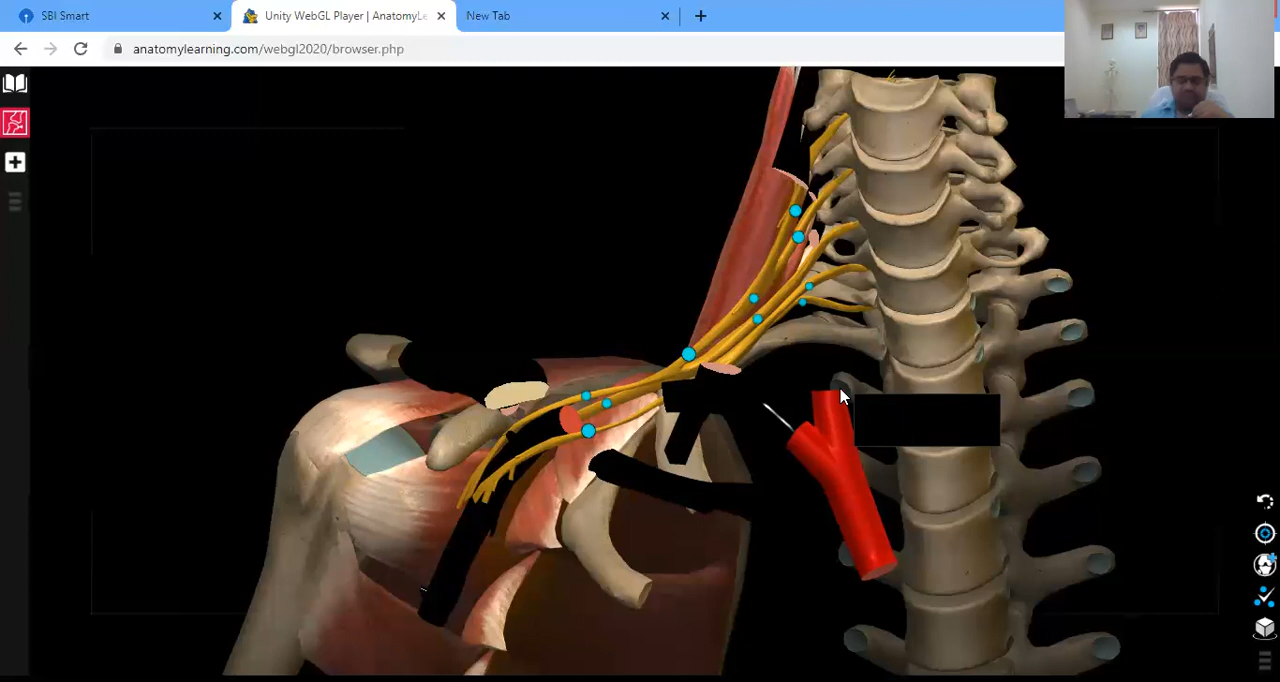 SBI Smart
Unity WebGL Player | AnatomyLe
New Tab
anatomylearning.com/webgl2020/browser.php